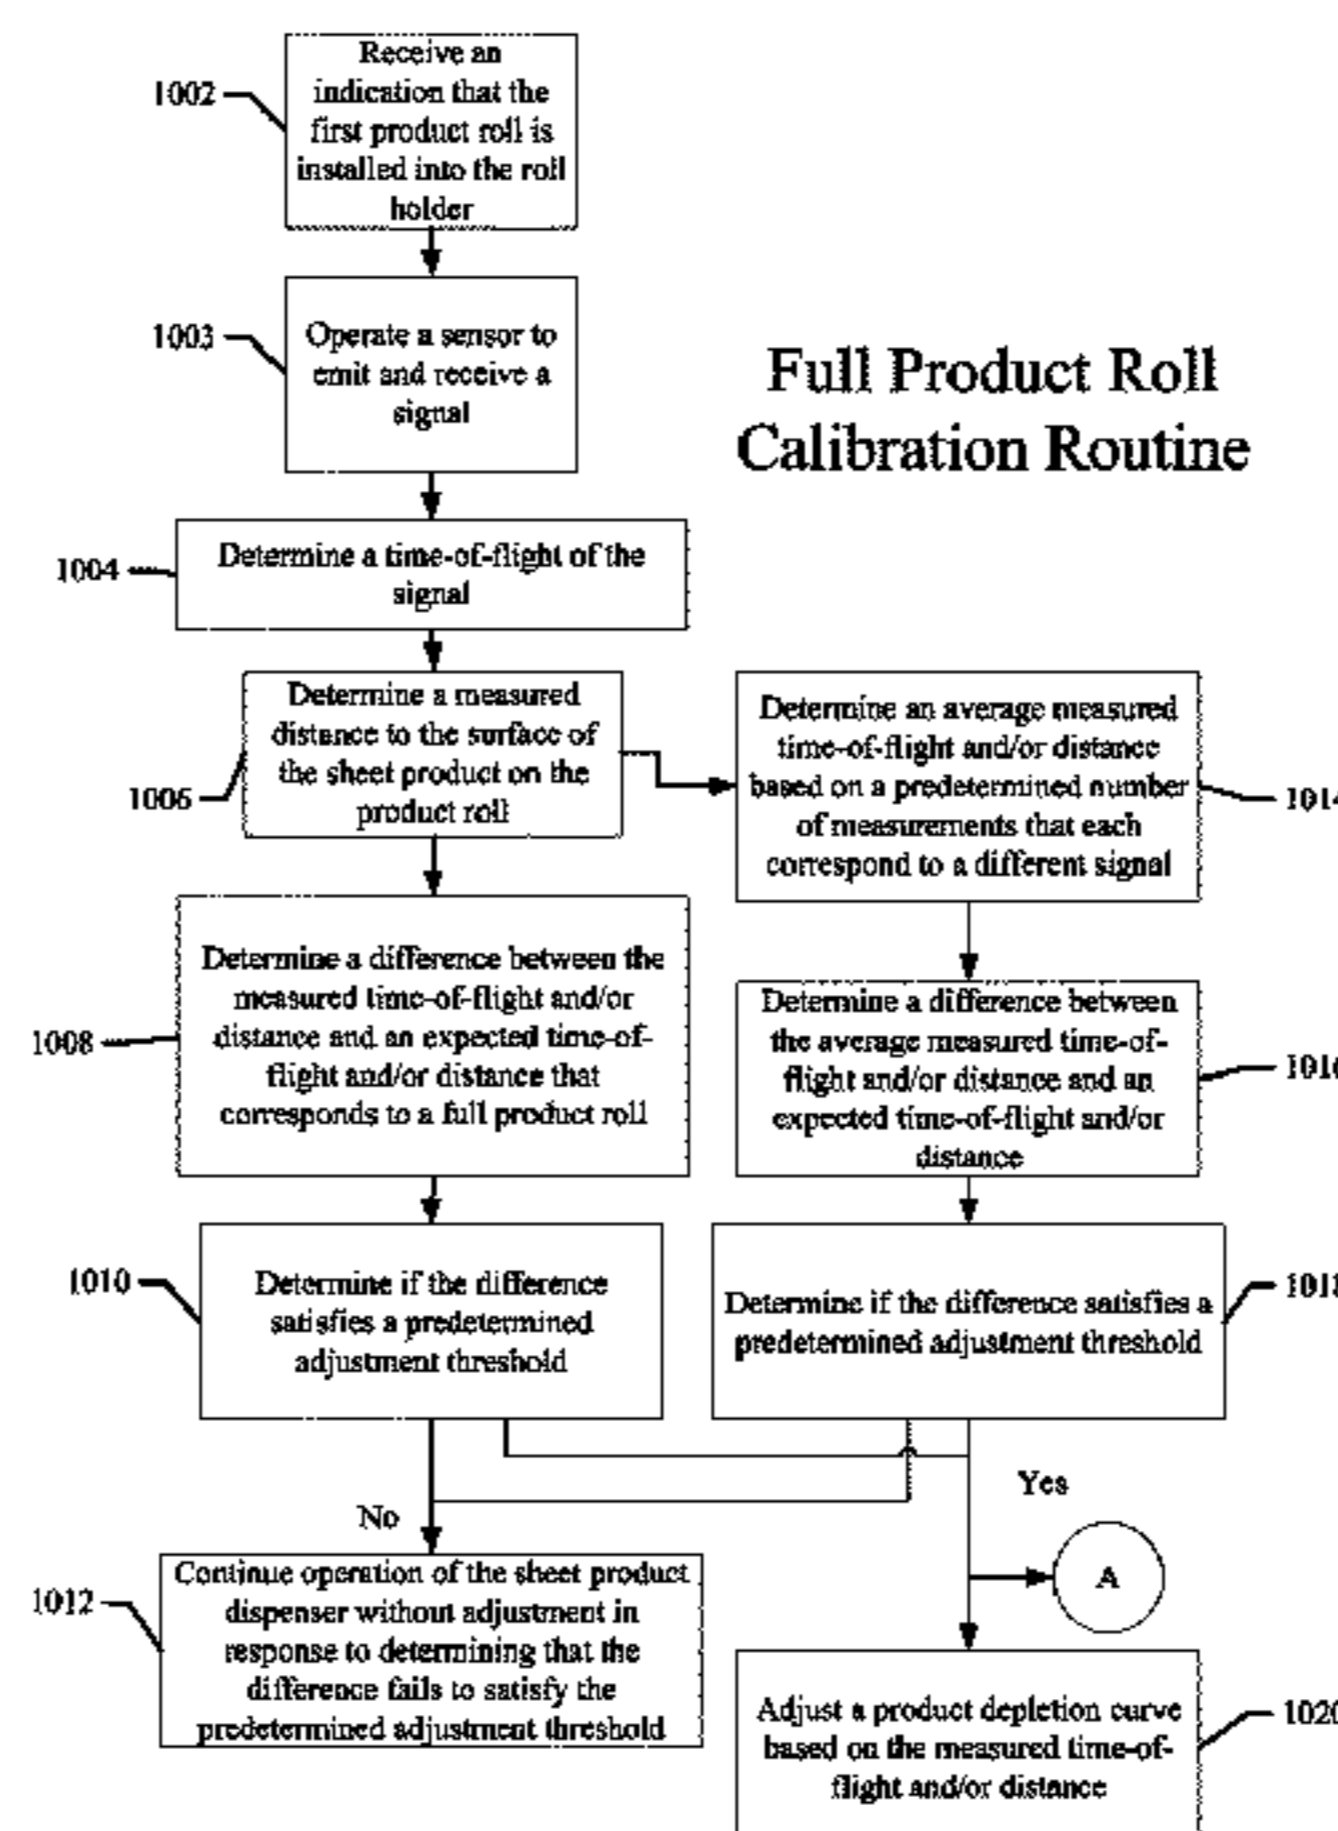 Receive an
indication that the
first product roll is
installed into the roll
holder
1002
Operate a sensor to
emit and receive a
signal
1003
Full Product Roll
Calibration Routine
Determine a time-of-flight of the
signal
1004
Determine a measured
distance to the surface of
the sheet product on the
product roll
1006
Determine an average measured
time-of-flight and/or distance
based on a predetermined number
of measurements that each
correspond to a different signal
1014
Determine a difference between the
measured time-of-flight and/or
distance and an expected time-of-
flight and/or distance that
corresponds to a full product roll
1008
Determine a difference between
the average measured time-of-
flight and/or distance and an
expected time-of-flight and/or
distance
1016
Determine if the difference
satisfies a predetermined
adjustment threshold
1010
Determine if the difference satisfies a
predetermined adjustment threshold
1018
Yes
No
A
Continue operation of the sheet product
dispenser without adjustment in
response to determining that the
difference fails to satisfy the
predetermined adjustment threshold
1012
Adjust a product depletion curve
based on the measured time-of-
flight and/or distance
1020